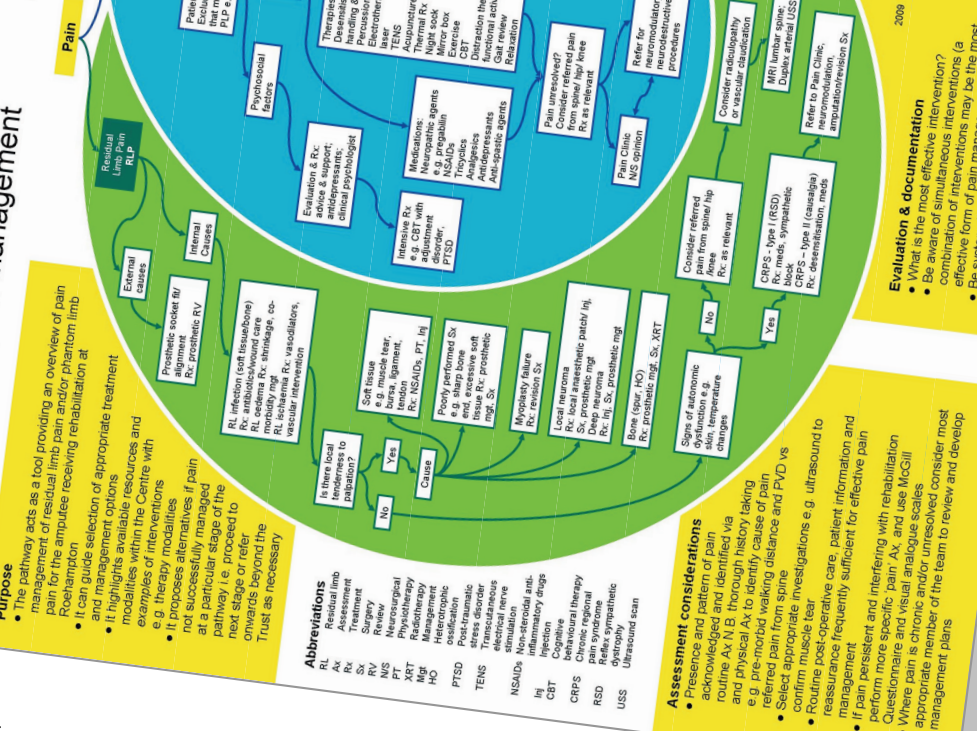 anagement
Purpose
• The pathway acts as a tool providing an overview of pain
management of residual limb pain and/or phantom limb
pain for the amputee receiving rehabilitation at
Roehampton
• It can guide selection of appropriate treatment
and management options
• It highlights available resources and
modalities within the Centre with
examples of interventions
e.g. therapy modalities
• It proposes alternatives if pain
not successfully managed
at a particular stage of the
pathway i.e. proceed to
next stage or refer
onwards beyond the
Trust as necessary
Abbreviations
RL Residual limb
Ax Assessment
Rx Treatment
Sx Surgery
RV Review
N/S Neurosurgical
PT Physiotherapy
XRT Radiotherapy
Mgt Management
HO Heterotrophic
ossification
PTSD Post-traumatic
stress disorder
TENS Transcutaneous
electrical nerve
stimulation
NSAIDs Non-steroidal anti-
inflammatory drugs
Inj Injection
CBT Cognitive
behavioural therapy
CRPS Chronic regional
pain syndrome
RSD Reflex sympathetic
dystrophy
USS Ultrasound scan
Pain
Residual
Limb Pain
RLP
External
causes
Internal
Causes
Prosthetic socket fit/
alignment
Rx: prosthetic RV
RL infection (soft tissue/bone)
Rx: antibiotics/wound care
RL oedema Rx: shrinkage, co-
morbidity mgt
RL ischaemia Rx: vasodilators,
vascular intervention
Is there local
tenderness to
palpation?
No
Yes
Cause
Soft tissue
e.g. muscle tear,
bursa, ligament,
tendon
Rx: NSAIDs, PT, Inj
Poorly performed Sx
e.g. sharp bone
end, excessive soft
tissue Rx: prosthetic
mgt, Sx
Myoplasty failure
Rx: revision Sx
Local neuroma
Rx: local anaesthetic patch/ Inj,
Sx, prosthetic mgt
Deep neuroma
Rx: Inj, Sx, prosthetic mgt
Bone (spur, HO)
Rx: prosthetic mgt, Sx, XRT
Signs of autonomic
dysfunction e.g.
skin, temperature
changes
No
Yes
Consider referred
pain from spine/ hip
/knee
Rx: as relevant
CRPS - type I (RSD)
Rx: meds, sympathetic
block
CRPS – type II (causalgia)
Rx: desensitisation, meds
Consider radiculopathy
or vascular claudication
MRI lumbar spine:
Duplex arterial USS
Refer to Pain Clinic,
neuromodulation,
amputation/revision Sx
Patie
Exclu
that m
PLP e.
Psychosocial
factors
Evaluation & Rx:
advice & support;
antidepressants;
clinical psychologist
Intensive Rx
e.g. CBT with
adjustment
disorder,
PTSD
Therapies
Desensitis
handling &
Percussion
Electrother
laser
TENS
Acupuncture
Thermal Rx
Night sock
Mirror box
Exercise
CBT
Distraction the
functional activ
Gait review
Relaxation
Medications:
Neuropathic agents
e.g. pregabilin
NSAIDs
Tricyclics
Analgesics
Antidepressants
Anti-spastic agents
Pain unresolved?
Consider referred pain
from spine/ hip/ knee
Rx as relevant
Pain Clinic
N/S opinion
Refer for
neuromodulatory
neurodestructive
procedures
Assessment considerations
• Presence and pattern of pain
acknowledged and identified via
routine Ax N.B. thorough history taking
and physical Ax to identify cause of pain
e.g. pre-morbid walking distance and PVD vs
referred pain from spine
• Select appropriate investigations e.g. ultrasound to
confirm muscle tear
• Routine post-operative care, patient information and
reassurance frequently sufficient for effective pain
management
• If pain persistent and interfering with rehabilitation
perform more specific 'pain' Ax, and use McGill
Questionnaire and visual analogue scales
• Where pain is chronic and/or unresolved consider most
appropriate member of the team to review and develop
management plans
Evaluation & documentation
• What is the most effective intervention?
• Be aware of simultaneous interventions (a
combination of interventions may be the most
effective form of pain manag
2009